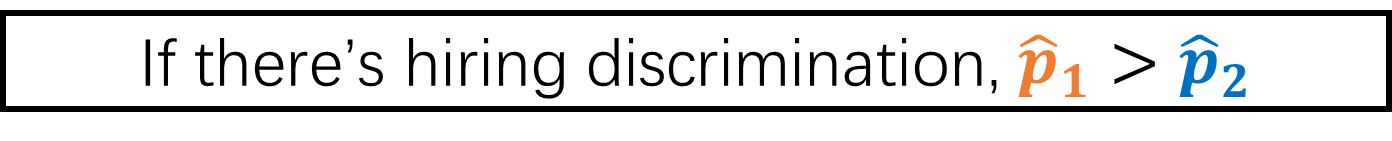 If there’s hiring discrimination, p̂₁ > p̂₂